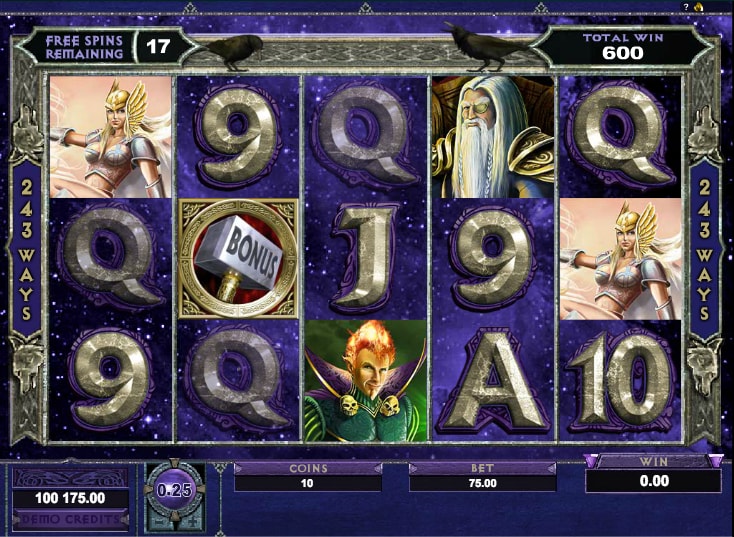 ? 
FREE SPINS
REMAINING
17
TOTAL WIN
600
243 WAYS
9 Q Q
Q BONUS J 9
9 Q A 10
243 WAYS
100 175.00
DEMO CREDITS
0.25
COINS
10
BET
75.00
WIN
0.00